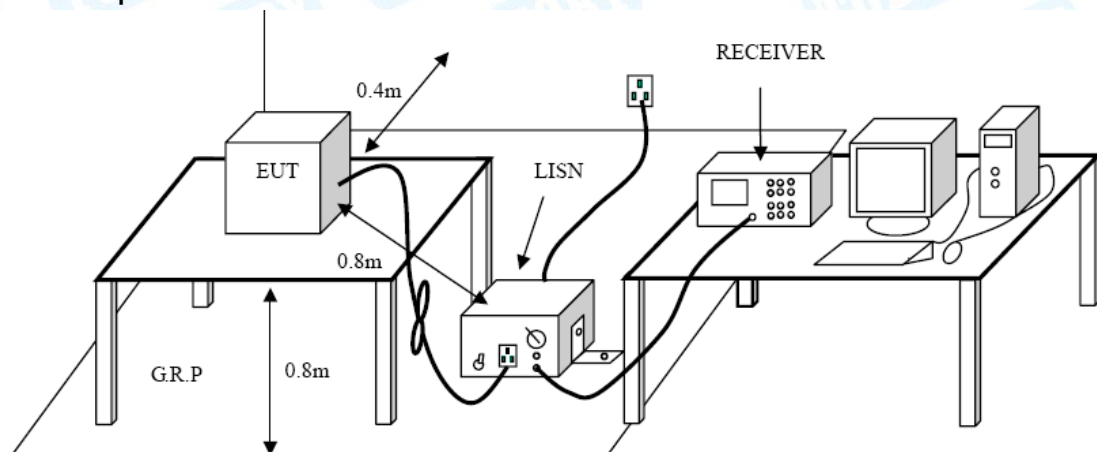 RECEIVER
0.4m
EUT
LISN
0.8m
G.R.P
0.8m